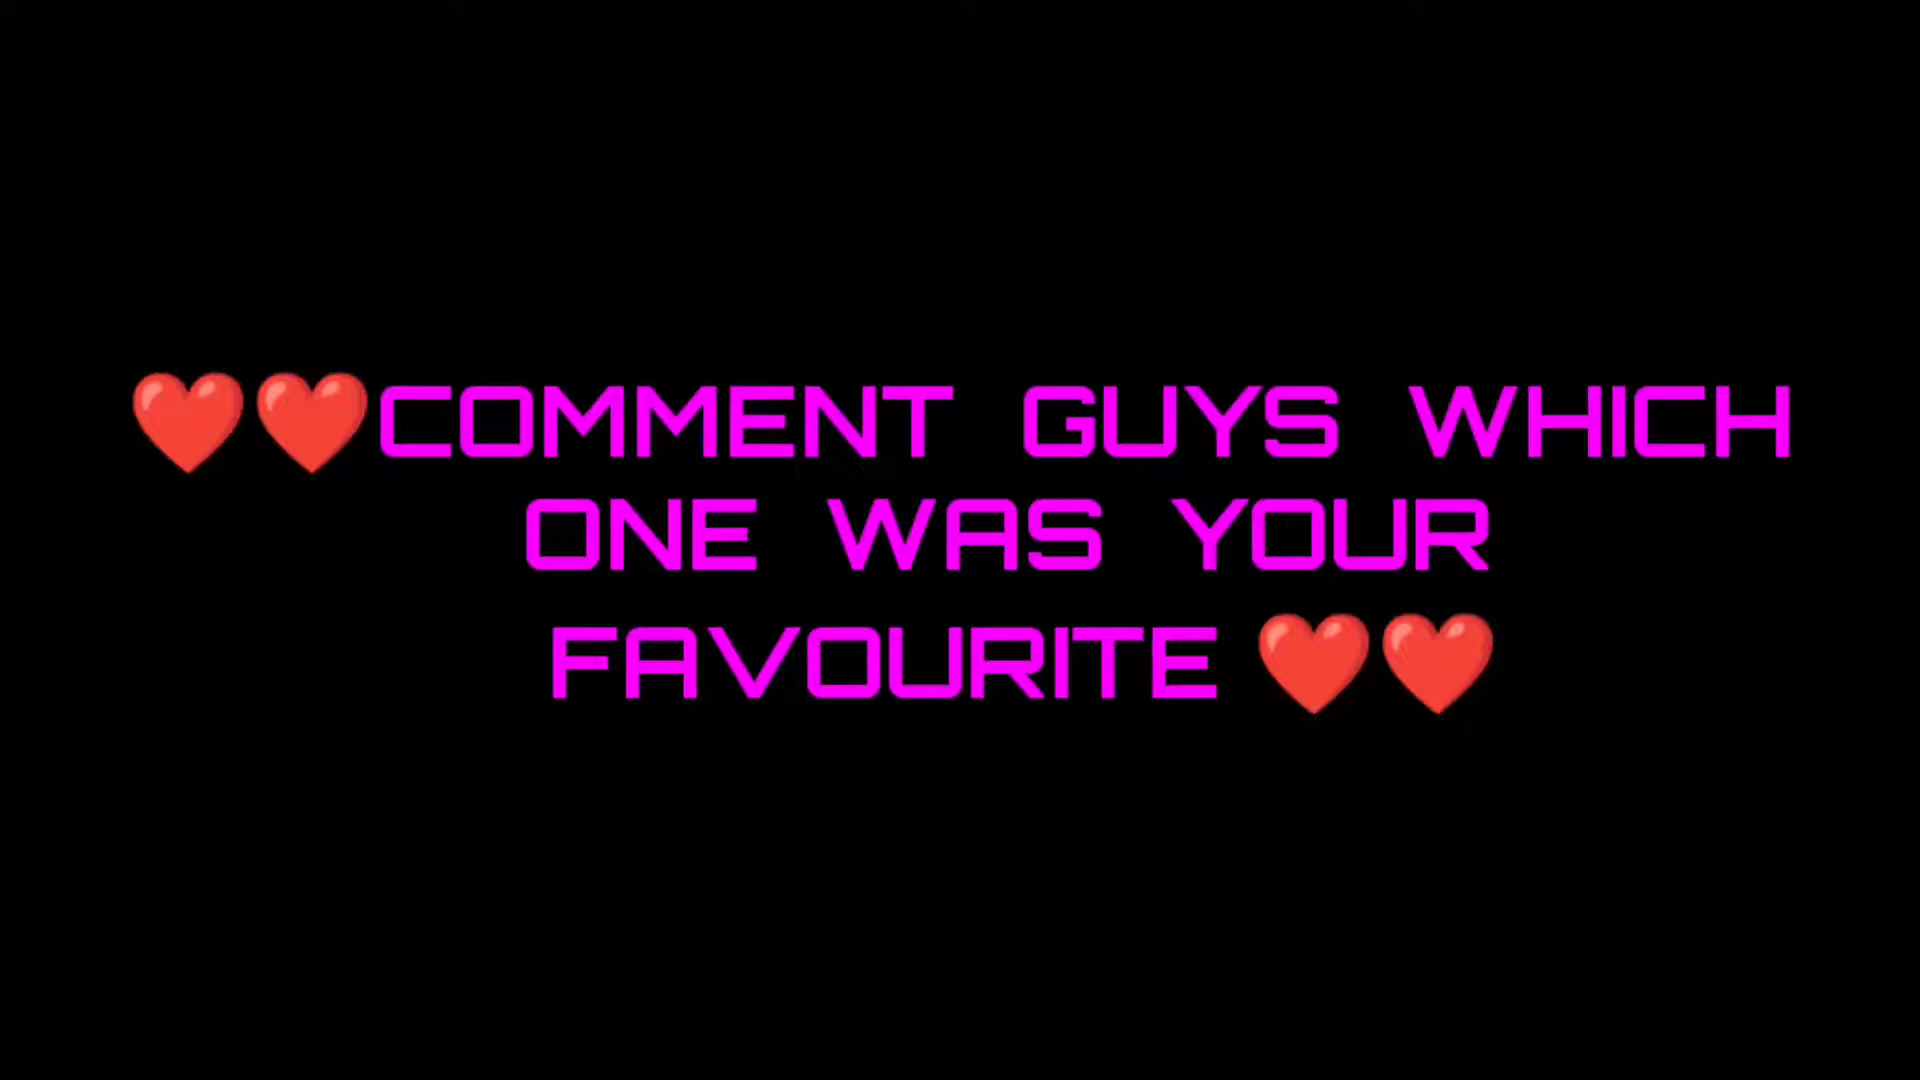 ❤️❤️COMMENT GUYS WHICH
ONE WAS YOUR
FAVOURITE ❤️❤️